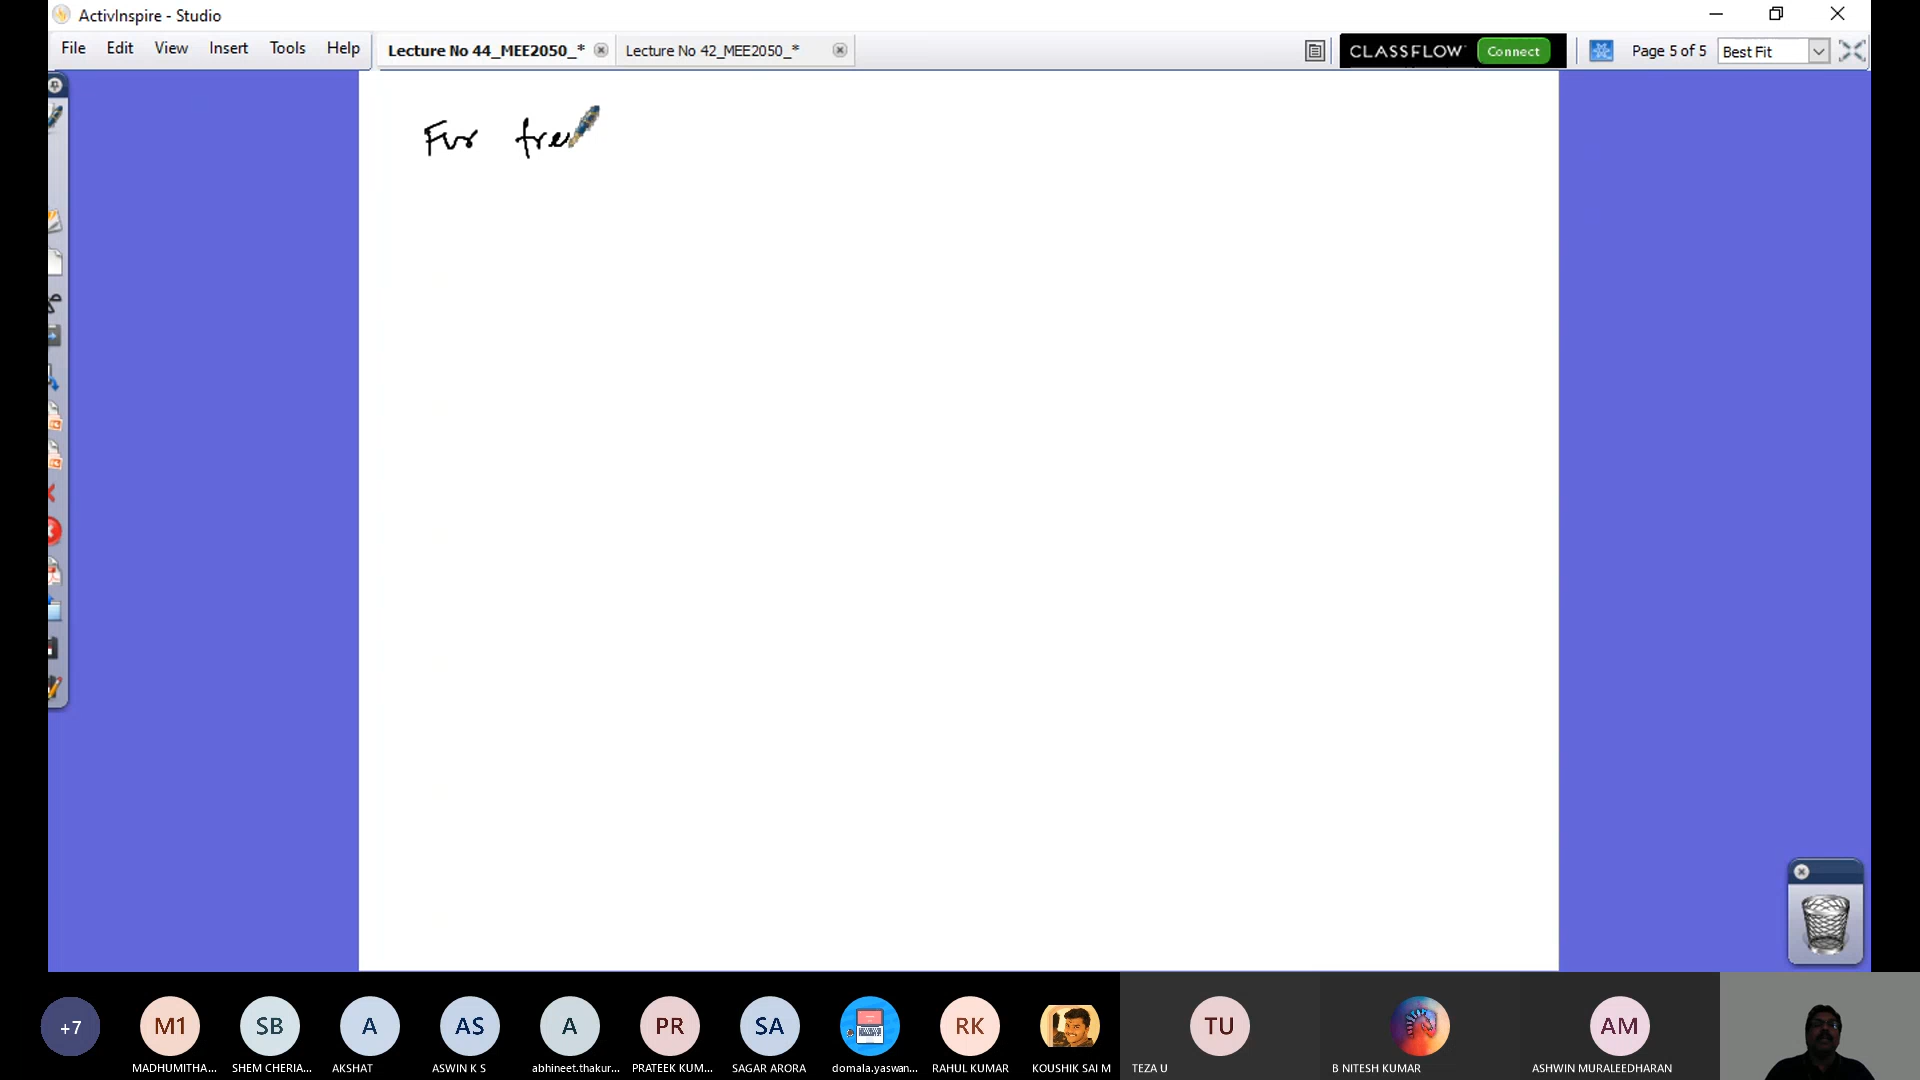 ActivInspire - Studio
File Edit View Insert Tools Help
Lecture No 44_MEE2050_* Lecture No 42_MEE2050_*
CLASSFLOW Connect
Page 5 of 5 Best Fit
For free
+7 M1 SB A AS A PR SA RK TU AM
MADHUMITHA... SHEM CHERIA... AKSHAT ASWIN K S abhineet.thakur... PRATEEK KUM... SAGAR ARORA domala.yaswan... RAHUL KUMAR KOUSHIK SAI M TEZA U B NITESH KUMAR ASHWIN MURALEEDHARAN